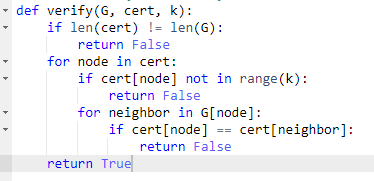 def verify(G, cert, k):
    if len(cert) != len(G):
        return False
    for node in cert:
        if cert[node] not in range(k):
            return False
        for neighbor in G[node]:
            if cert[node] == cert[neighbor]:
                return False
    return True